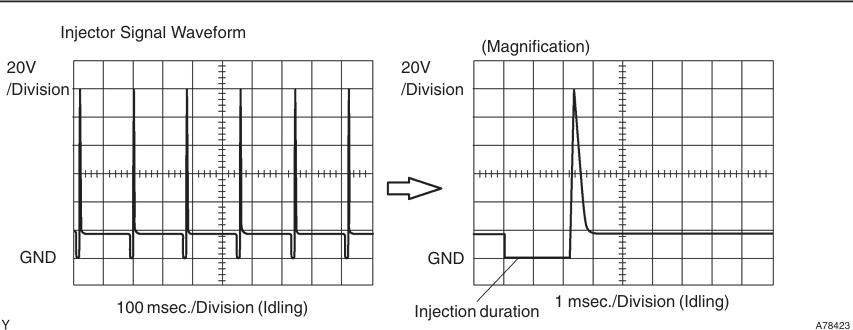 Injector Signal Waveform
(Magnification)
20V
/Division
20V
/Division
GND
GND
100 msec./Division (Idling)
Injection duration
1 msec./Division (Idling)
Y
A78423